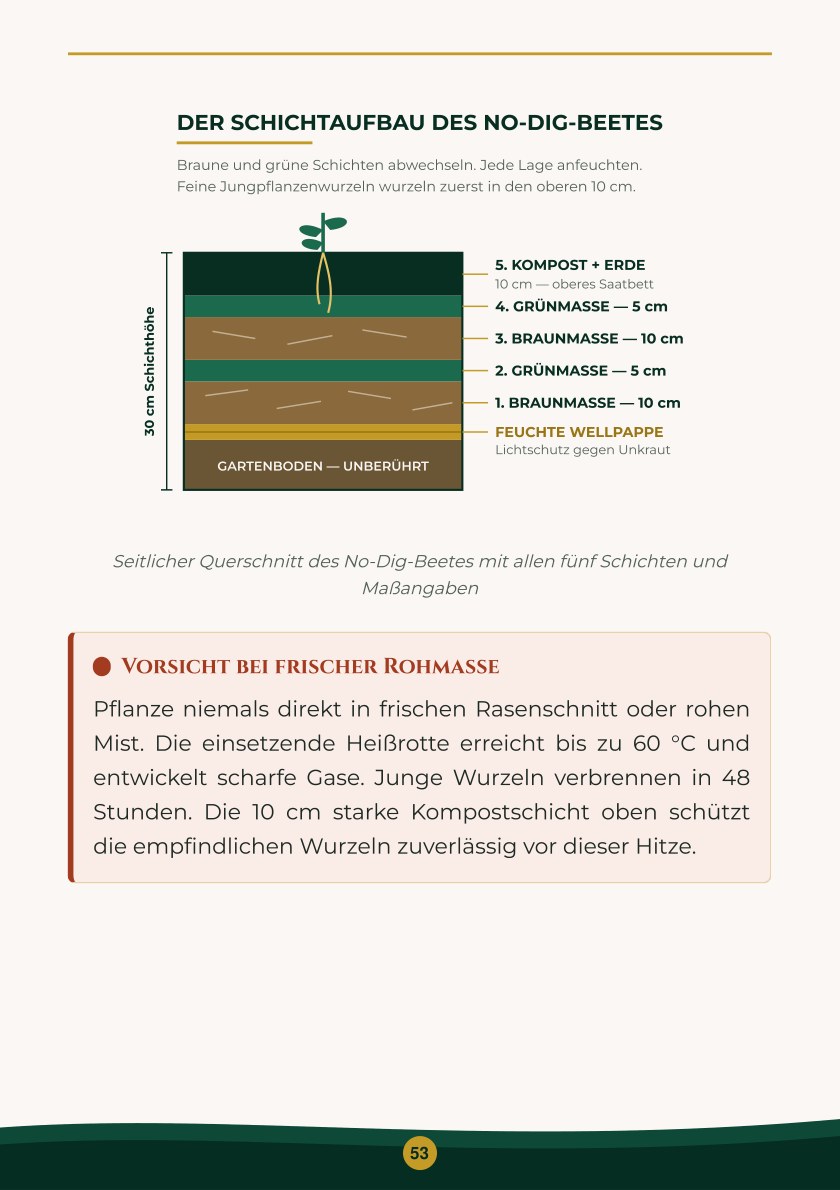 DER SCHICHTAUFBAU DES NO-DIG-BEETES
Braune und grüne Schichten abwechseln. Jede Lage anfeuchten.
Feine Jungpflanzenwurzeln wurzeln zuerst in den oberen 10 cm.
30 cm Schichthöhe
5. KOMPOST + ERDE
10 cm — oberes Saatbett
4. GRÜNMASSE — 5 cm
3. BRAUNMASSE — 10 cm
2. GRÜNMASSE — 5 cm
1. BRAUNMASSE — 10 cm
FEUCHTE WELLPAPPE
Lichtschutz gegen Unkraut
GARTENBODEN — UNBERÜHRT
Seitlicher Querschnitt des No-Dig-Beetes mit allen fünf Schichten und
Maßangaben
Vorsicht bei frischer Rohmasse
Pflanze niemals direkt in frischen Rasenschnitt oder rohen
Mist. Die einsetzende Heißrotte erreicht bis zu 60 °C und
entwickelt scharfe Gase. Junge Wurzeln verbrennen in 48
Stunden. Die 10 cm starke Kompostschicht oben schützt
die empfindlichen Wurzeln zuverlässig vor dieser Hitze.
53